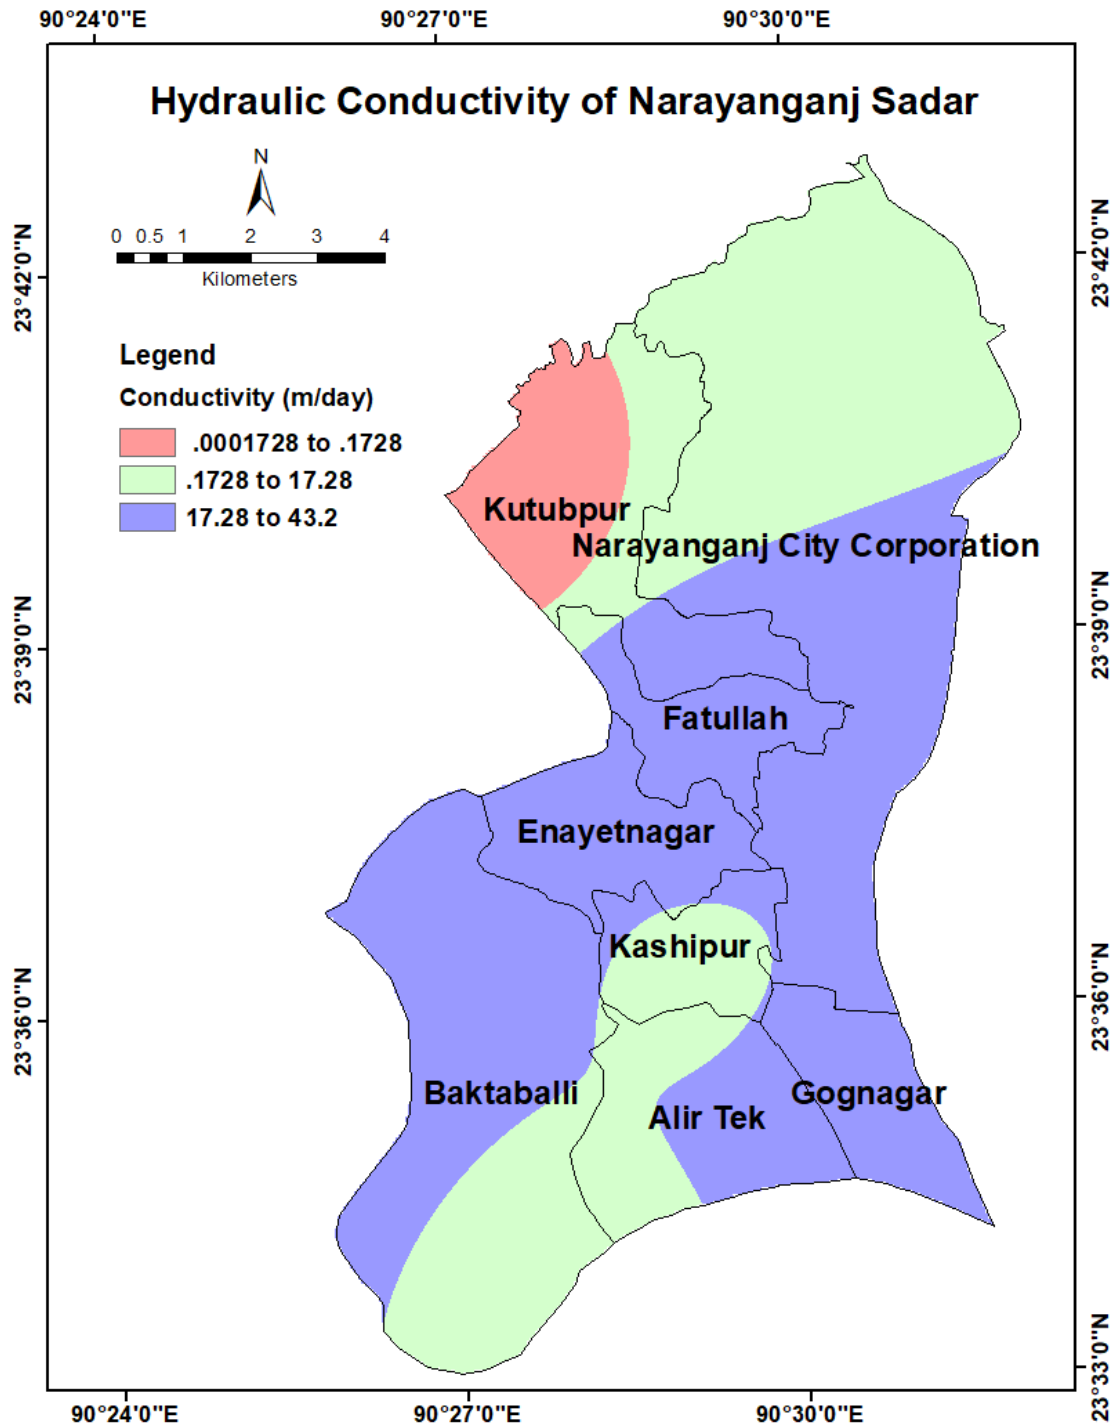 90°24'0"E 90°27'0"E 90°30'0"E
Hydraulic Conductivity of Narayanganj Sadar
N
0 0.5 1 2 3 4
Kilometers
23°42'0"N
23°42'0"N
Legend
Conductivity (m/day)
.0001728 to .1728
.1728 to 17.28
17.28 to 43.2
Kutubpur
Narayanganj City Corporation
23°39'0"N
23°39'0"N
Fatullah
Enayetnagar
Kashipur
23°36'0"N
23°36'0"N
Baktaballi
Gognagar
Alir Tek
23°33'0"N
90°24'0"E 90°27'0"E 90°30'0"E